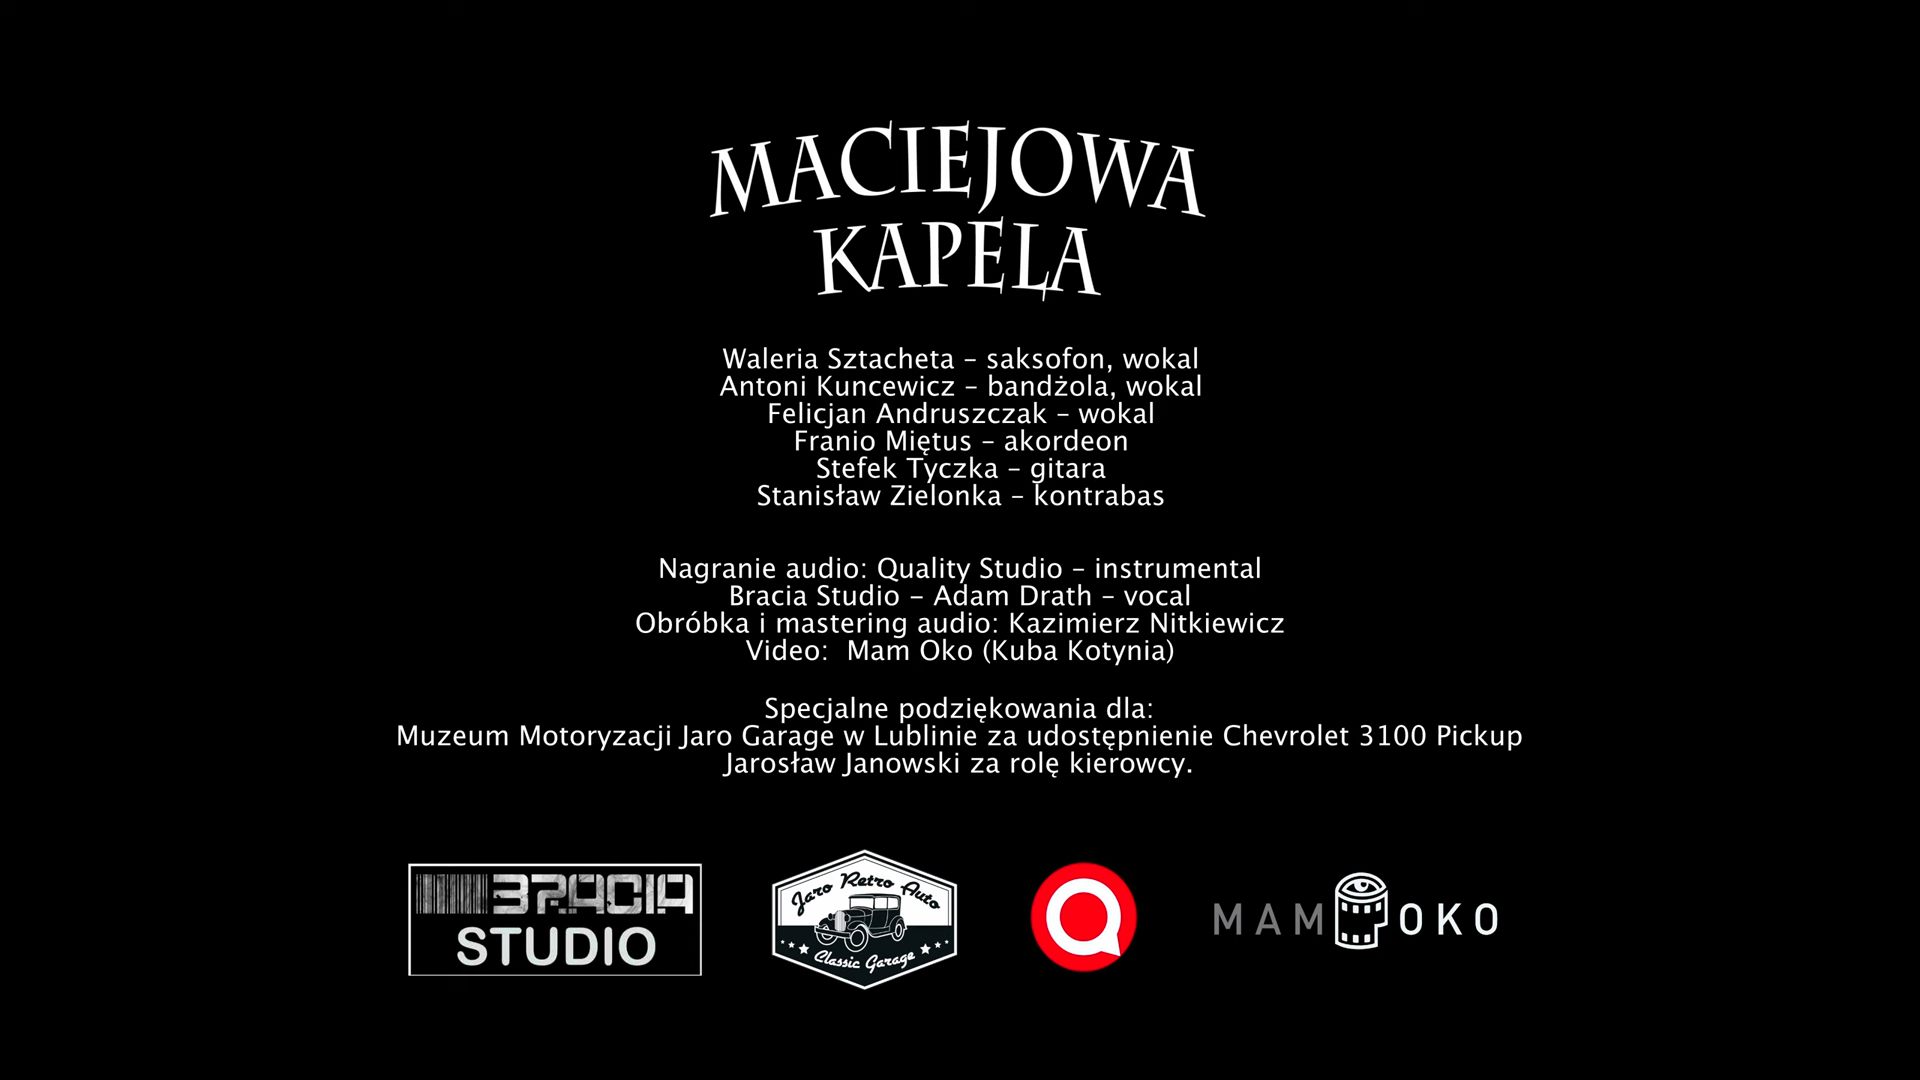 MACIEJOWA
KAPELA
Waleria Sztacheta – saksofon, wokal
Antoni Kuncewicz – bandżola, wokal
Felicjan Andruszczak – wokal
Franio Miętus – akordeon
Stefek Tyczka – gitara
Stanisław Zielonka – kontrabas
Nagranie audio: Quality Studio – instrumental
Bracia Studio – Adam Drath – vocal
Obróbka i mastering audio: Kazimierz Nitkiewicz
Video:  Mam Oko (Kuba Kotynia)
Specjalne podziękowania dla:
Muzeum Motoryzacji Jaro Garage w Lublinie za udostępnienie Chevrolet 3100 Pickup
Jarosław Janowski za rolę kierowcy.
BRACIA
STUDIO
Jaro Retro Auto
Classic Garage
MAM OKO